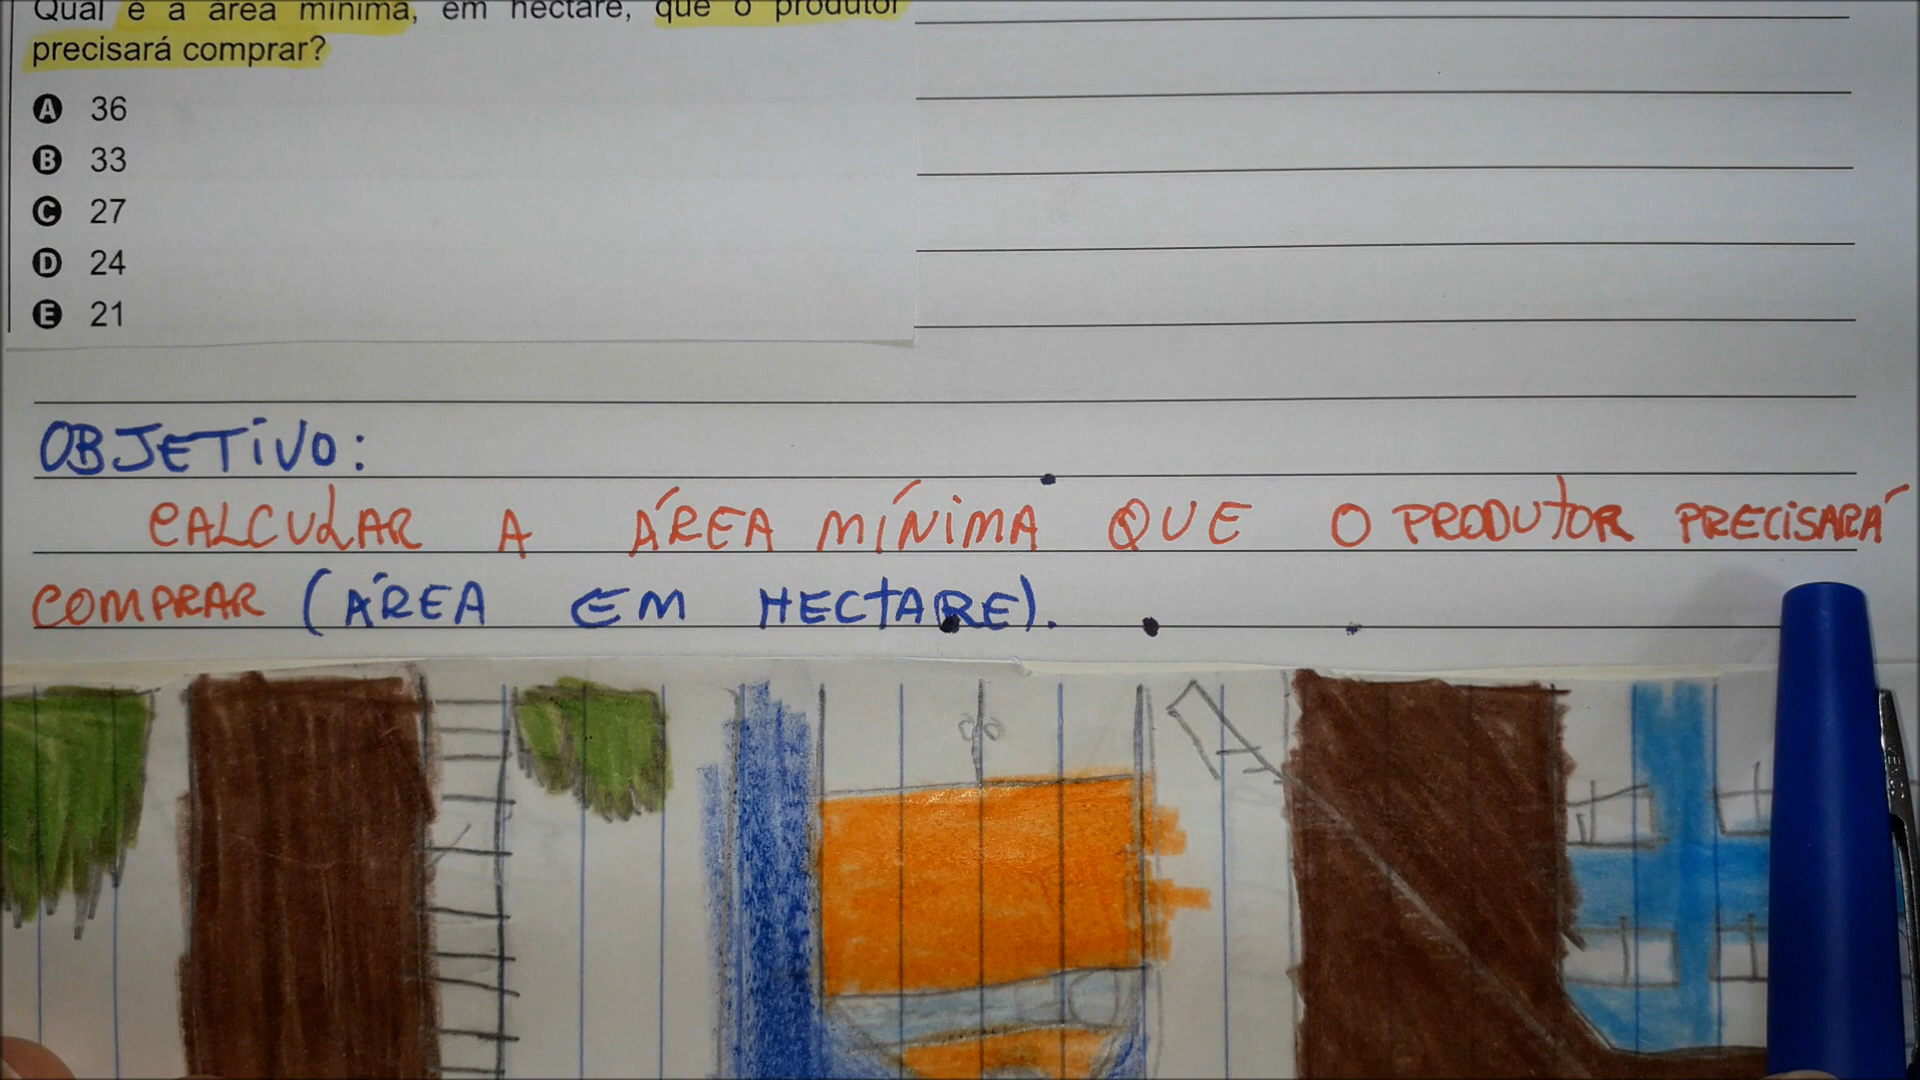 Qual é a área mínima, em hectare, que o produtor
precisará comprar?
A 36
B 33
C 27
D 24
E 21
OBJETIVO:
CALCULAR A ÁREA MÍNIMA QUE O PRODUTOR PRECISARÁ
COMPRAR (ÁREA EM HECTARE).